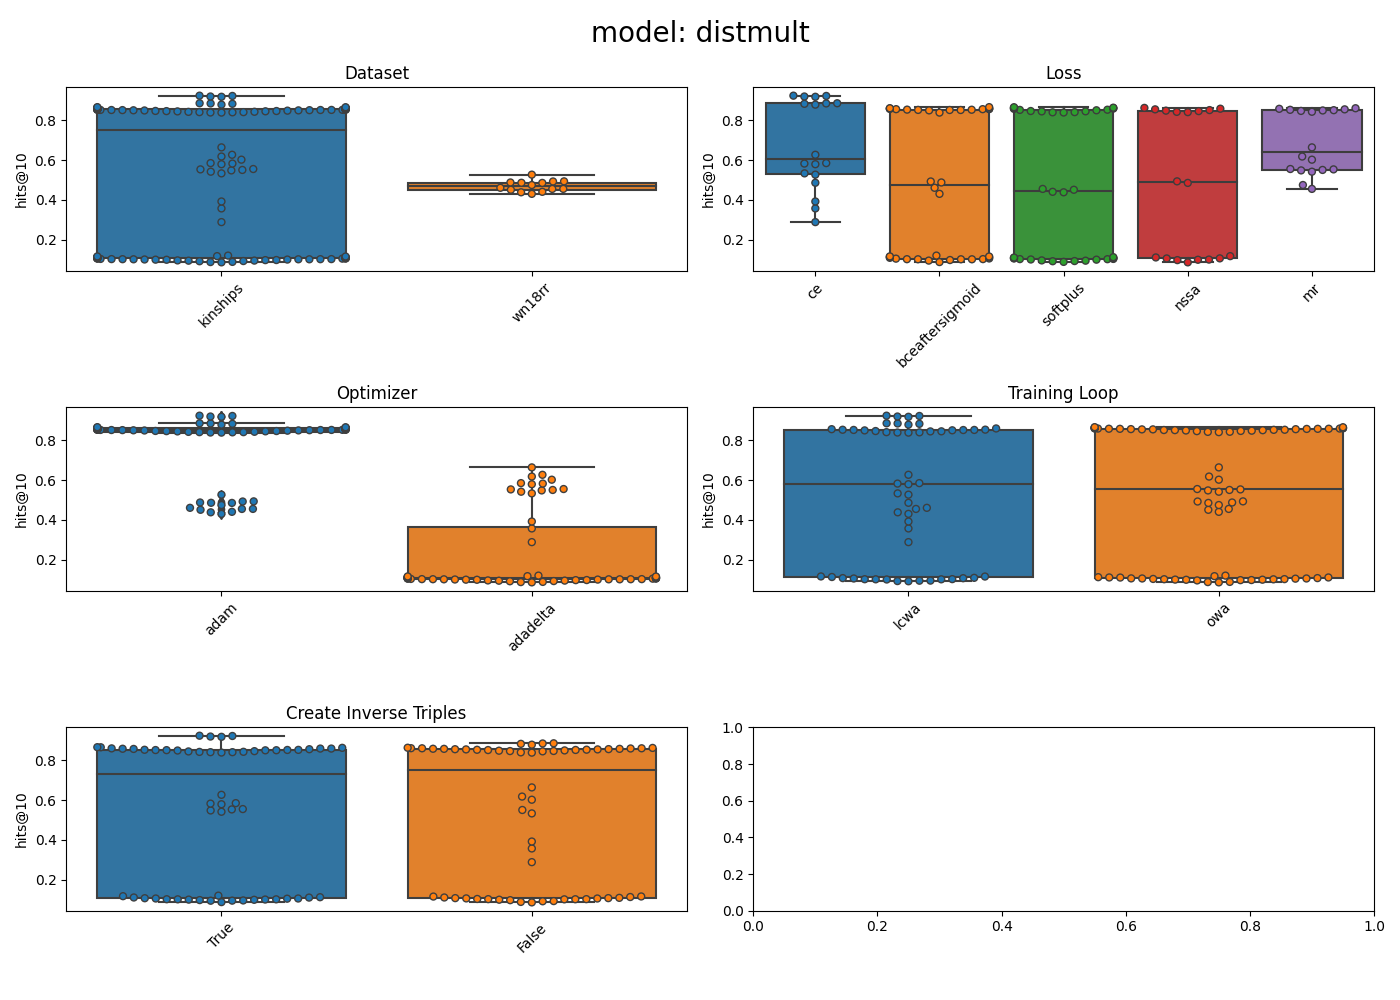 model: distmult
Dataset
Loss
hits@10
0.8
0.6
0.4
0.2
kinships
wn18rr
hits@10
0.8
0.6
0.4
0.2
ce
bceaftersigmoid
softplus
nssa
mr
Optimizer
Training Loop
hits@10
0.8
0.6
0.4
0.2
adam
adadelta
hits@10
0.8
0.6
0.4
0.2
lcwa
owa
Create Inverse Triples
hits@10
0.8
0.6
0.4
0.2
True
False
1.0
0.8
0.6
0.4
0.2
0.0
0.0 0.2 0.4 0.6 0.8 1.0